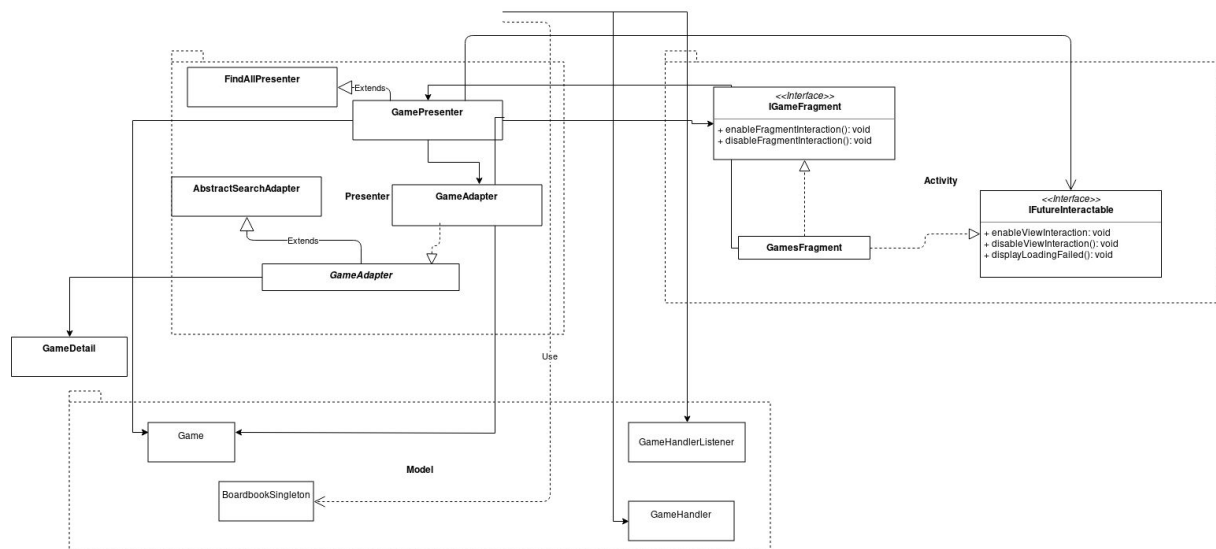 FindAllPresenter
Extends
GamePresenter
<<Interface>>
IGameFragment
+ enableFragmentInteraction(): void
+ disableFragmentInteraction(): void
AbstractSearchAdapter
Presenter
GameAdapter
Activity
<<Interface>>
IFutureInteractable
+ enableViewInteraction: void
+ disableViewInteraction(): void
+ displayLoadingFailed(): void
Extends
GamesFragment
GameAdapter
GameDetail
Use
Game
GameHandlerListener
Model
BoardbookSingleton
GameHandler